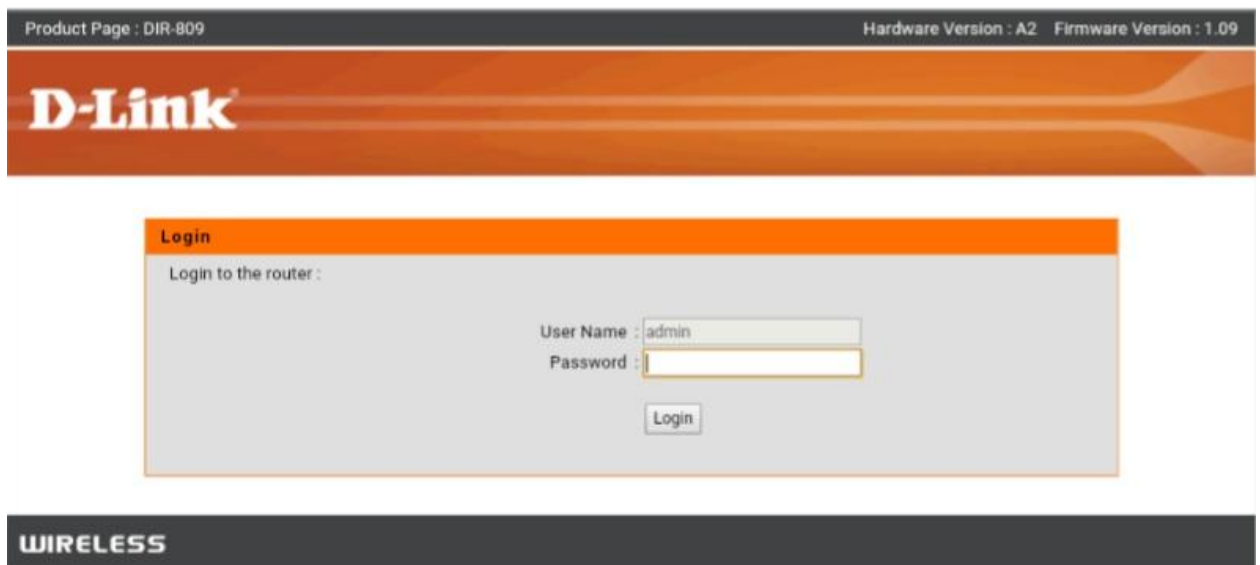 Product Page : DIR-809 Hardware Version : A2 Firmware Version : 1.09
D-Link
Login
Login to the router :
User Name : admin
Password :
Login
WIRELESS